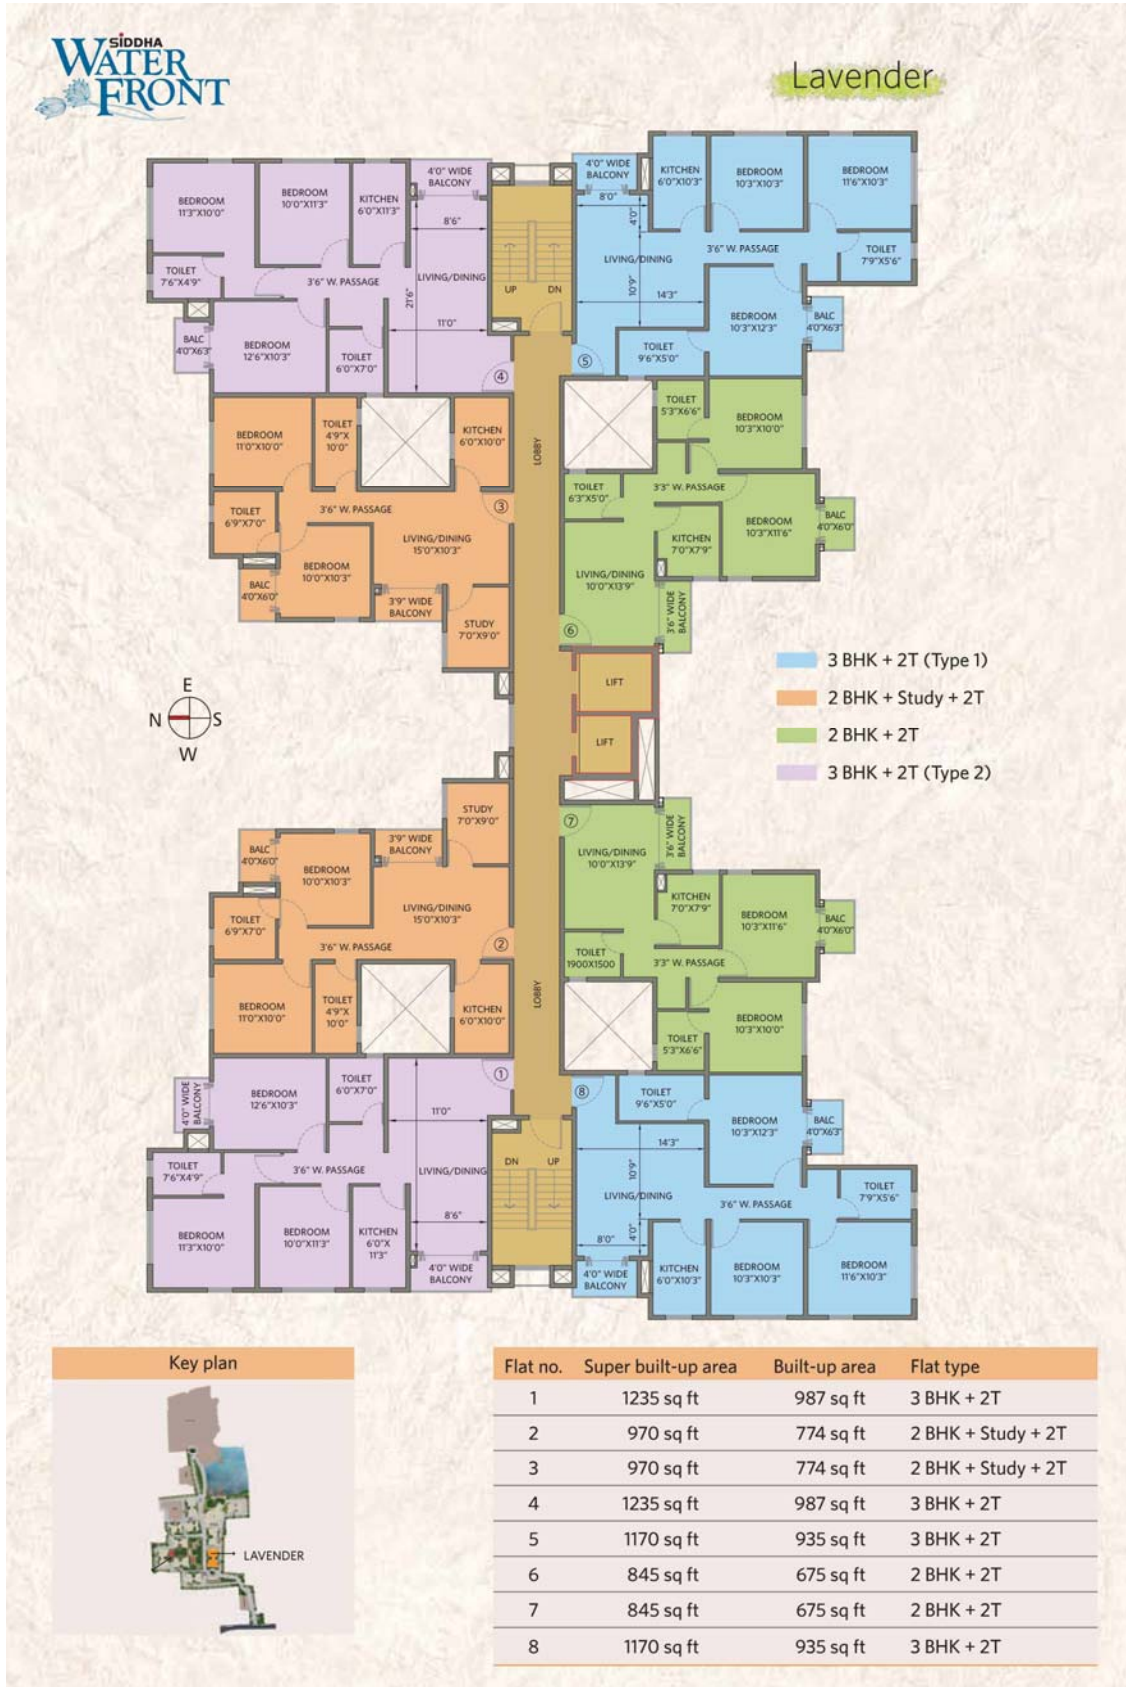 SIDDHA
WATER
FRONT
Lavender
BEDROOM
11'3"X10'0"
BEDROOM
10'0"X11'3"
KITCHEN
6'0"X11'3"
4'0" WIDE
BALCONY
8'6"
TOILET
7'6"X4'9"
3'6" W. PASSAGE
LIVING/DINING
21'6"
11'0"
BALC
4'0"X6'3"
BEDROOM
12'6"X10'3"
TOILET
6'0"X7'0"
4
UP
DN
4'0" WIDE
BALCONY
8'0"
4'0"
KITCHEN
6'0"X10'3"
BEDROOM
10'3"X10'3"
BEDROOM
11'6"X10'3"
3'6" W. PASSAGE
TOILET
7'9"X5'6"
LIVING/DINING
10'9"
14'3"
BEDROOM
10'3"X12'3"
BALC
4'0"X6'3"
TOILET
9'6"X5'0"
5
BEDROOM
11'0"X10'0"
TOILET
4'9"X
10'0"
KITCHEN
6'0"X10'0"
LOBBY
TOILET
6'9"X7'0"
3'6" W. PASSAGE
3
LIVING/DINING
15'0"X10'3"
BALC
4'0"X6'0"
BEDROOM
10'0"X10'3"
3'9" WIDE
BALCONY
STUDY
7'0"X9'0"
TOILET
5'3"X6'6"
BEDROOM
10'3"X10'0"
TOILET
6'3"X5'0"
3'3" W. PASSAGE
KITCHEN
7'0"X7'9"
BEDROOM
10'3"X11'6"
BALC
4'0"X6'0"
LIVING/DINING
10'0"X13'9"
3'6" WIDE
BALCONY
6
LIFT
LIFT
3 BHK + 2T (Type 1)
2 BHK + Study + 2T
2 BHK + 2T
3 BHK + 2T (Type 2)
E
N
S
W
STUDY
7'0"X9'0"
BALC
4'0"X6'0"
BEDROOM
10'0"X10'3"
3'9" WIDE
BALCONY
TOILET
6'9"X7'0"
LIVING/DINING
15'0"X10'3"
3'6" W. PASSAGE
2
BEDROOM
11'0"X10'0"
TOILET
4'9"X
10'0"
KITCHEN
6'0"X10'0"
LOBBY
7
LIVING/DINING
10'0"X13'9"
3'6" WIDE
BALCONY
KITCHEN
7'0"X7'9"
BEDROOM
10'3"X11'6"
BALC
4'0"X6'0"
TOILET
1900X1500
3'3" W. PASSAGE
TOILET
5'3"X6'6"
BEDROOM
10'3"X10'0"
4'0" WIDE
BALCONY
BEDROOM
12'6"X10'3"
TOILET
6'0"X7'0"
1
11'0"
TOILET
7'6"X4'9"
3'6" W. PASSAGE
LIVING/DINING
8'6"
BEDROOM
11'3"X10'0"
BEDROOM
10'0"X11'3"
KITCHEN
6'0"X
11'3"
4'0" WIDE
BALCONY
DN
UP
8
TOILET
9'6"X5'0"
BEDROOM
10'3"X12'3"
BALC
4'0"X6'3"
14'3"
10'9"
LIVING/DINING
TOILET
7'9"X5'6"
3'6" W. PASSAGE
8'0"
4'0"
4'0" WIDE
BALCONY
KITCHEN
6'0"X10'3"
BEDROOM
10'3"X10'3"
BEDROOM
11'6"X10'3"
Key plan
LAVENDER
Flat no. Super built-up area Built-up area Flat type
1 1235 sq ft 987 sq ft 3 BHK + 2T
2 970 sq ft 774 sq ft 2 BHK + Study + 2T
3 970 sq ft 774 sq ft 2 BHK + Study + 2T
4 1235 sq ft 987 sq ft 3 BHK + 2T
5 1170 sq ft 935 sq ft 3 BHK + 2T
6 845 sq ft 675 sq ft 2 BHK + 2T
7 845 sq ft 675 sq ft 2 BHK + 2T
8 1170 sq ft 935 sq ft 3 BHK + 2T